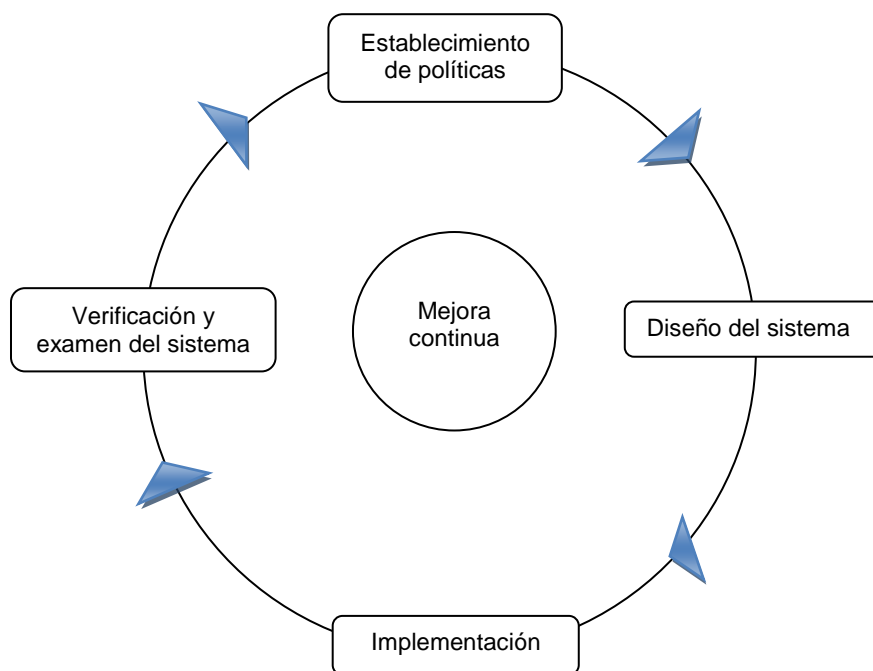 Establecimiento
de políticas
Verificación y
examen del sistema
Mejora
continua
Diseño del sistema
Implementación